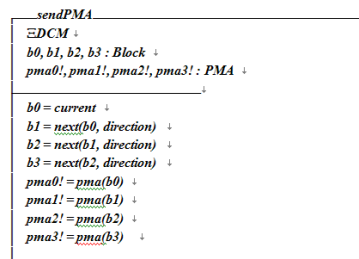 sendPMA
ΞDCM ↓
b0, b1, b2, b3 : Block ↓
pma0!, pma1!, pma2!, pma3! : PMA ↓
↓
b0 = current ↓
b1 = next(b0, direction) ↓
b2 = next(b1, direction) ↓
b3 = next(b2, direction) ↓
pma0! = pma(b0) ↓
pma1! = pma(b1) ↓
pma2! = pma(b2) ↓
pma3! = pma(b3) ↓